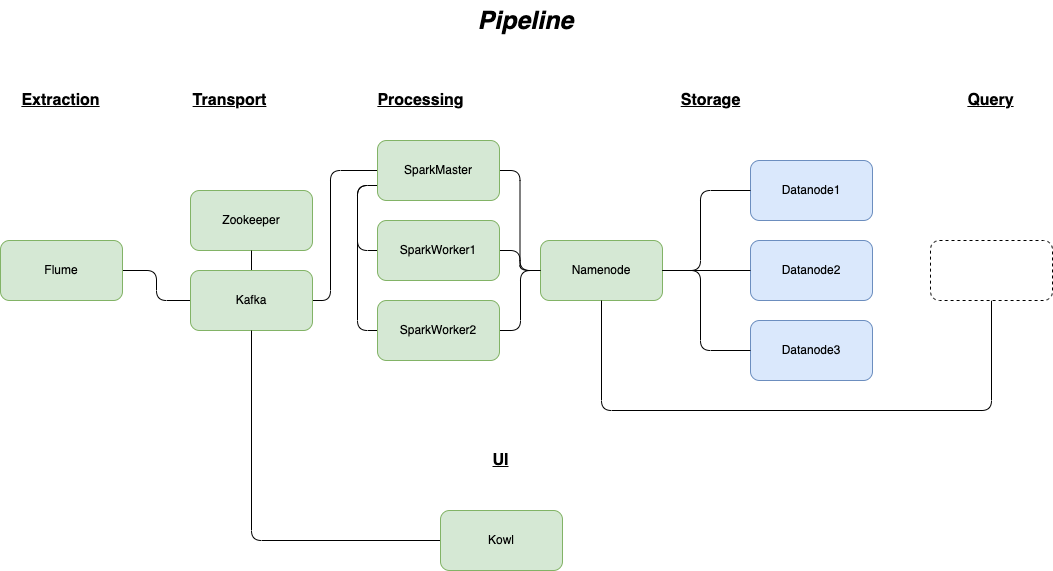 Pipeline
Extraction
Transport
Processing
Storage
Query
SparkMaster
Datanode1
Zookeeper
SparkWorker1
Flume
Namenode
Datanode2
Kafka
SparkWorker2
Datanode3
UI
Kowl